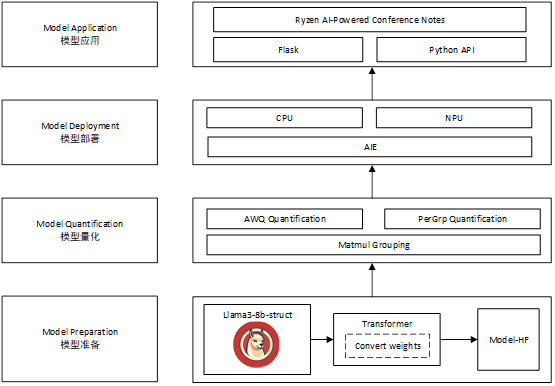 Model Application
模型应用
Ryzen AI-Powered Conference Notes
Flask
Python API
Model Deployment
模型部署
CPU
NPU
AIE
Model Quantification
模型量化
AWQ Quantification
PerGrp Quantification
Matmul Grouping
Model Preparation
模型准备
Llama3-8b-struct
Transformer
Convert weights
Model-HF